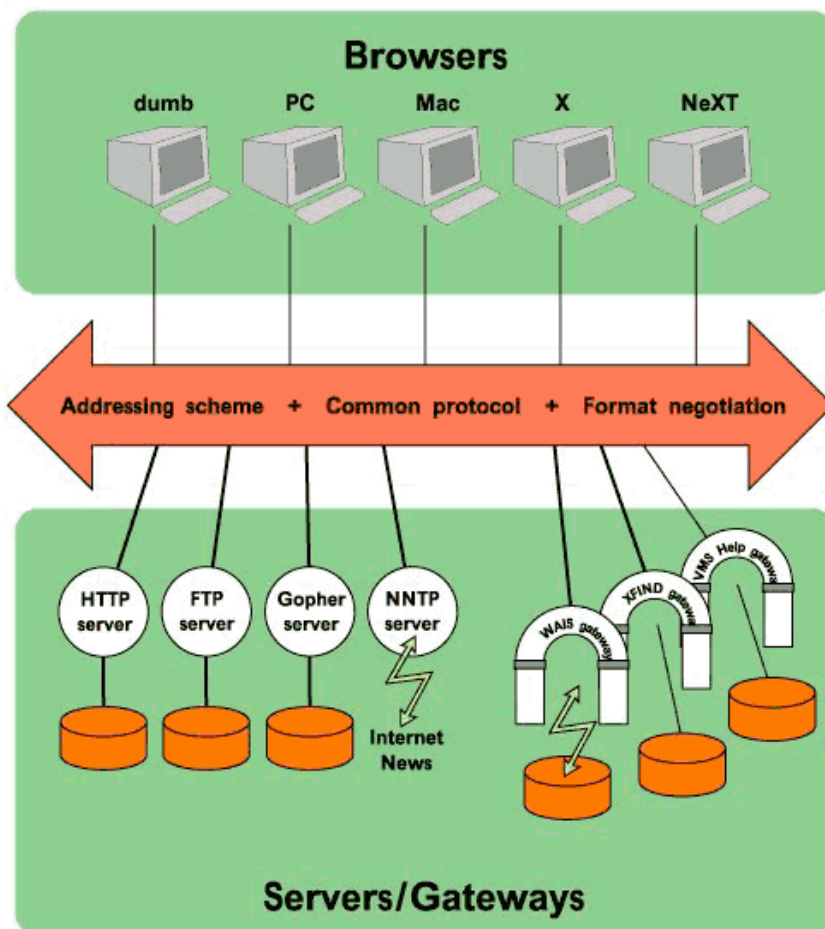 Browsers
dumb PC Mac X NeXT
Addressing scheme + Common protocol + Format negotiation
HTTP server
FTP server
Gopher server
NNTP server
Internet
News
WAIS gateway
XFIND gateway
VMS Help gateway
Servers/Gateways